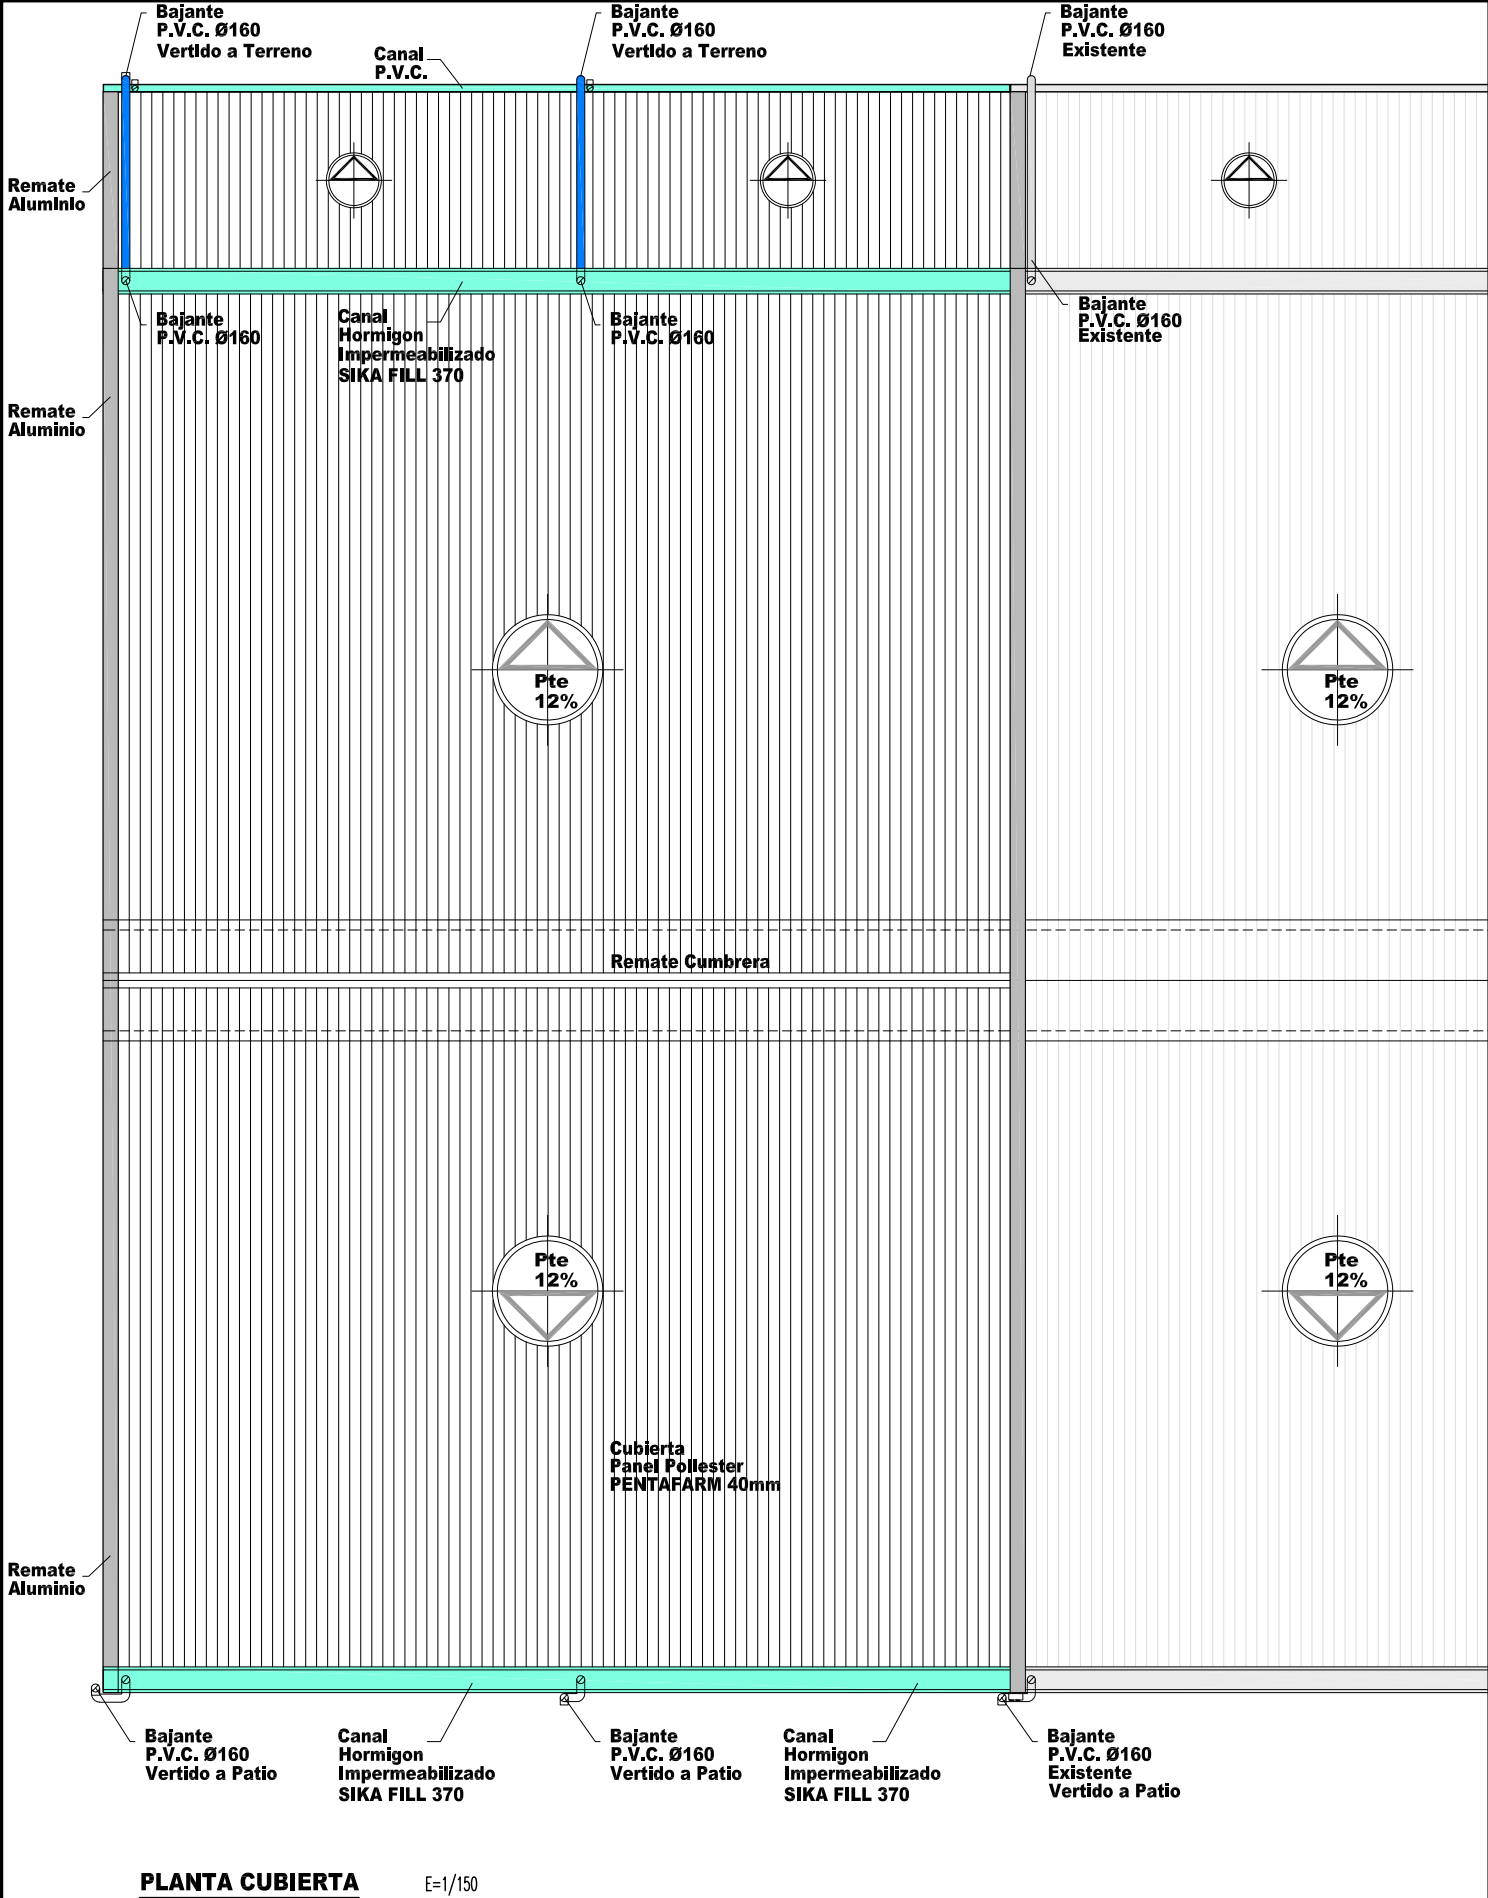 Bajante
P.V.C. Ø160
Vertido a Terreno
Canal
P.V.C.
Bajante
P.V.C. Ø160
Vertido a Terreno
Bajante
P.V.C. Ø160
Existente
Remate
Aluminio
Bajante
P.V.C. Ø160
Canal
Hormigon
Impermeabilizado
SIKA FILL 370
Bajante
P.V.C. Ø160
Bajante
P.V.C. Ø160
Existente
Remate
Aluminio
Pte
12%
Pte
12%
Remate Cumbrera
Pte
12%
Pte
12%
Cubierta
Panel Poliester
PENTAFARM 40mm
Remate
Aluminio
Bajante
P.V.C. Ø160
Vertido a Patio
Canal
Hormigon
Impermeabilizado
SIKA FILL 370
Bajante
P.V.C. Ø160
Vertido a Patio
Canal
Hormigon
Impermeabilizado
SIKA FILL 370
Bajante
P.V.C. Ø160
Existente
Vertido a Patio
PLANTA CUBIERTA E=1/150